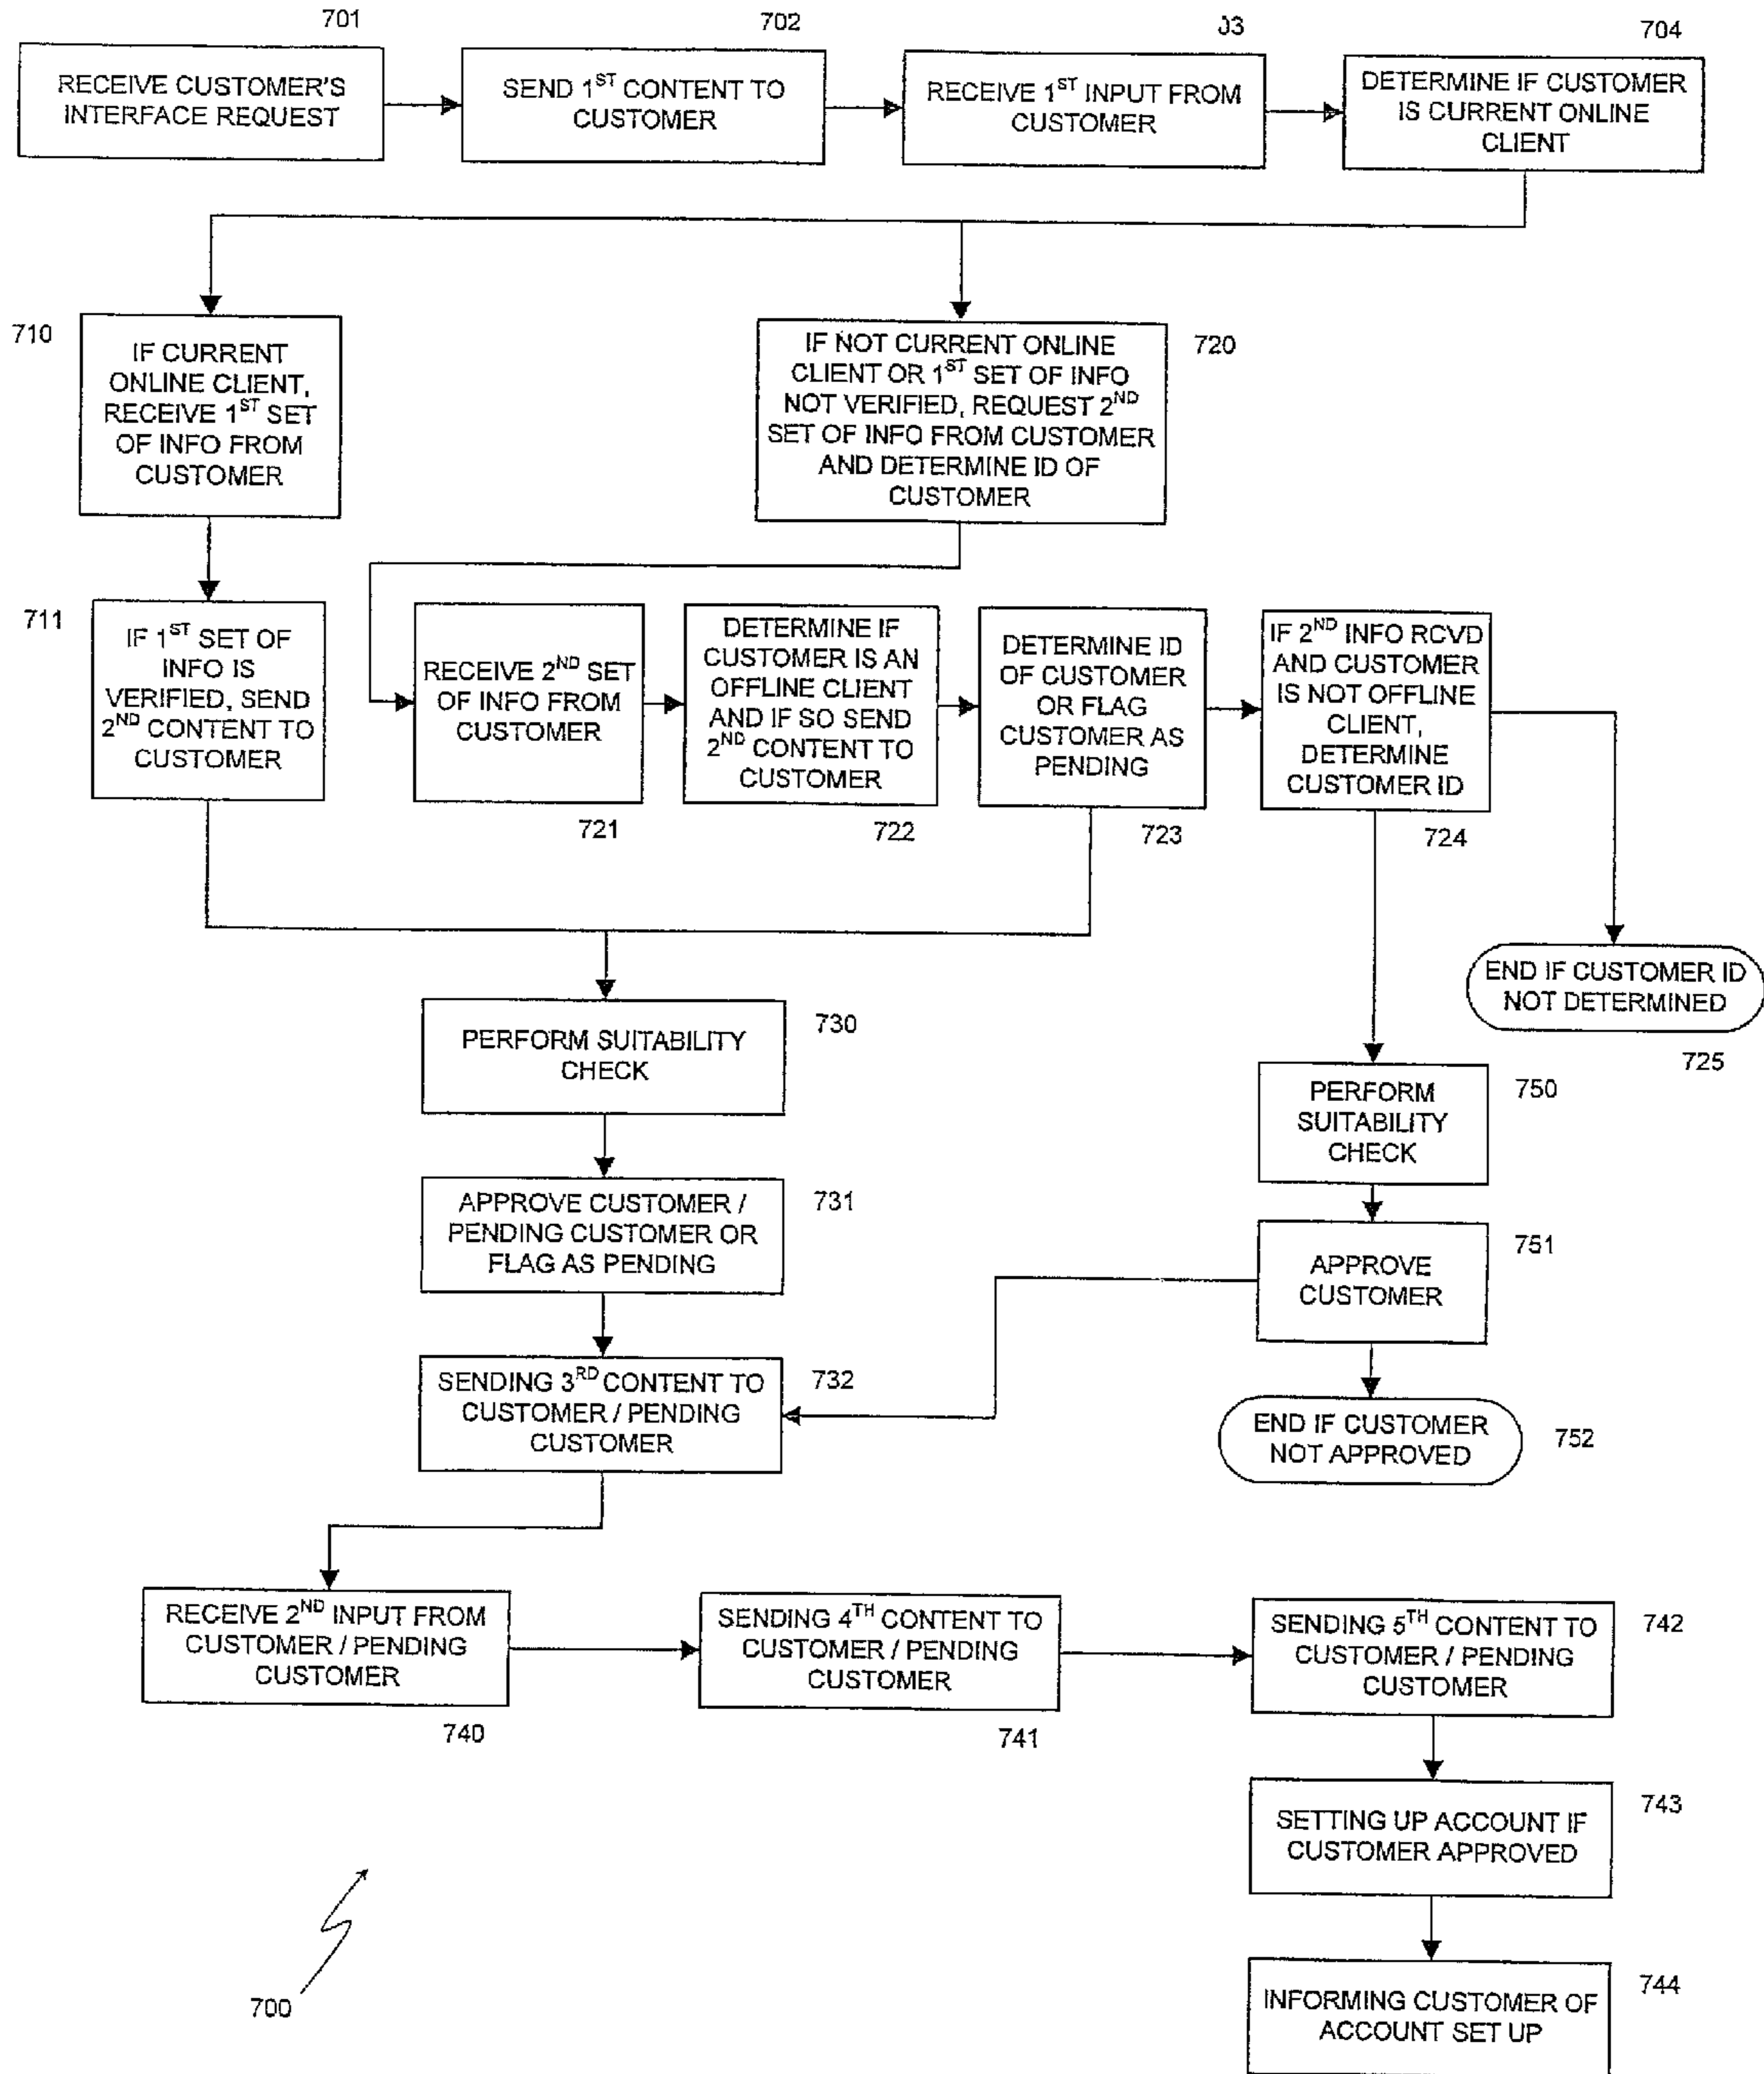 701
RECEIVE CUSTOMER'S
INTERFACE REQUEST
702
SEND 1ST CONTENT TO
CUSTOMER
03
RECEIVE 1ST INPUT FROM
CUSTOMER
704
DETERMINE IF CUSTOMER
IS CURRENT ONLINE
CLIENT
710
IF CURRENT
ONLINE CLIENT,
RECEIVE 1ST SET
OF INFO FROM
CUSTOMER
720
IF NOT CURRENT ONLINE
CLIENT OR 1ST SET OF INFO
NOT VERIFIED, REQUEST 2ND
SET OF INFO FROM CUSTOMER
AND DETERMINE ID OF
CUSTOMER
711
IF 1ST SET OF
INFO IS
VERIFIED, SEND
2ND CONTENT TO
CUSTOMER
RECEIVE 2ND SET
OF INFO FROM
CUSTOMER
721
DETERMINE IF
CUSTOMER IS AN
OFFLINE CLIENT
AND IF SO SEND
2ND CONTENT TO
CUSTOMER
722
DETERMINE ID
OF CUSTOMER
OR FLAG
CUSTOMER AS
PENDING
723
IF 2ND INFO RCVD
AND CUSTOMER
IS NOT OFFLINE
CLIENT,
DETERMINE
CUSTOMER ID
724
END IF CUSTOMER ID
NOT DETERMINED
725
PERFORM SUITABILITY
CHECK
730
PERFORM
SUITABILITY
CHECK
750
APPROVE CUSTOMER /
PENDING CUSTOMER OR
FLAG AS PENDING
731
APPROVE
CUSTOMER
751
SENDING 3RD CONTENT TO
CUSTOMER / PENDING
CUSTOMER
732
END IF CUSTOMER
NOT APPROVED
752
RECEIVE 2ND INPUT FROM
CUSTOMER / PENDING
CUSTOMER
740
SENDING 4TH CONTENT TO
CUSTOMER / PENDING
CUSTOMER
741
SENDING 5TH CONTENT TO
CUSTOMER / PENDING
CUSTOMER
742
SETTING UP ACCOUNT IF
CUSTOMER APPROVED
743
INFORMING CUSTOMER OF
ACCOUNT SET UP
744
700